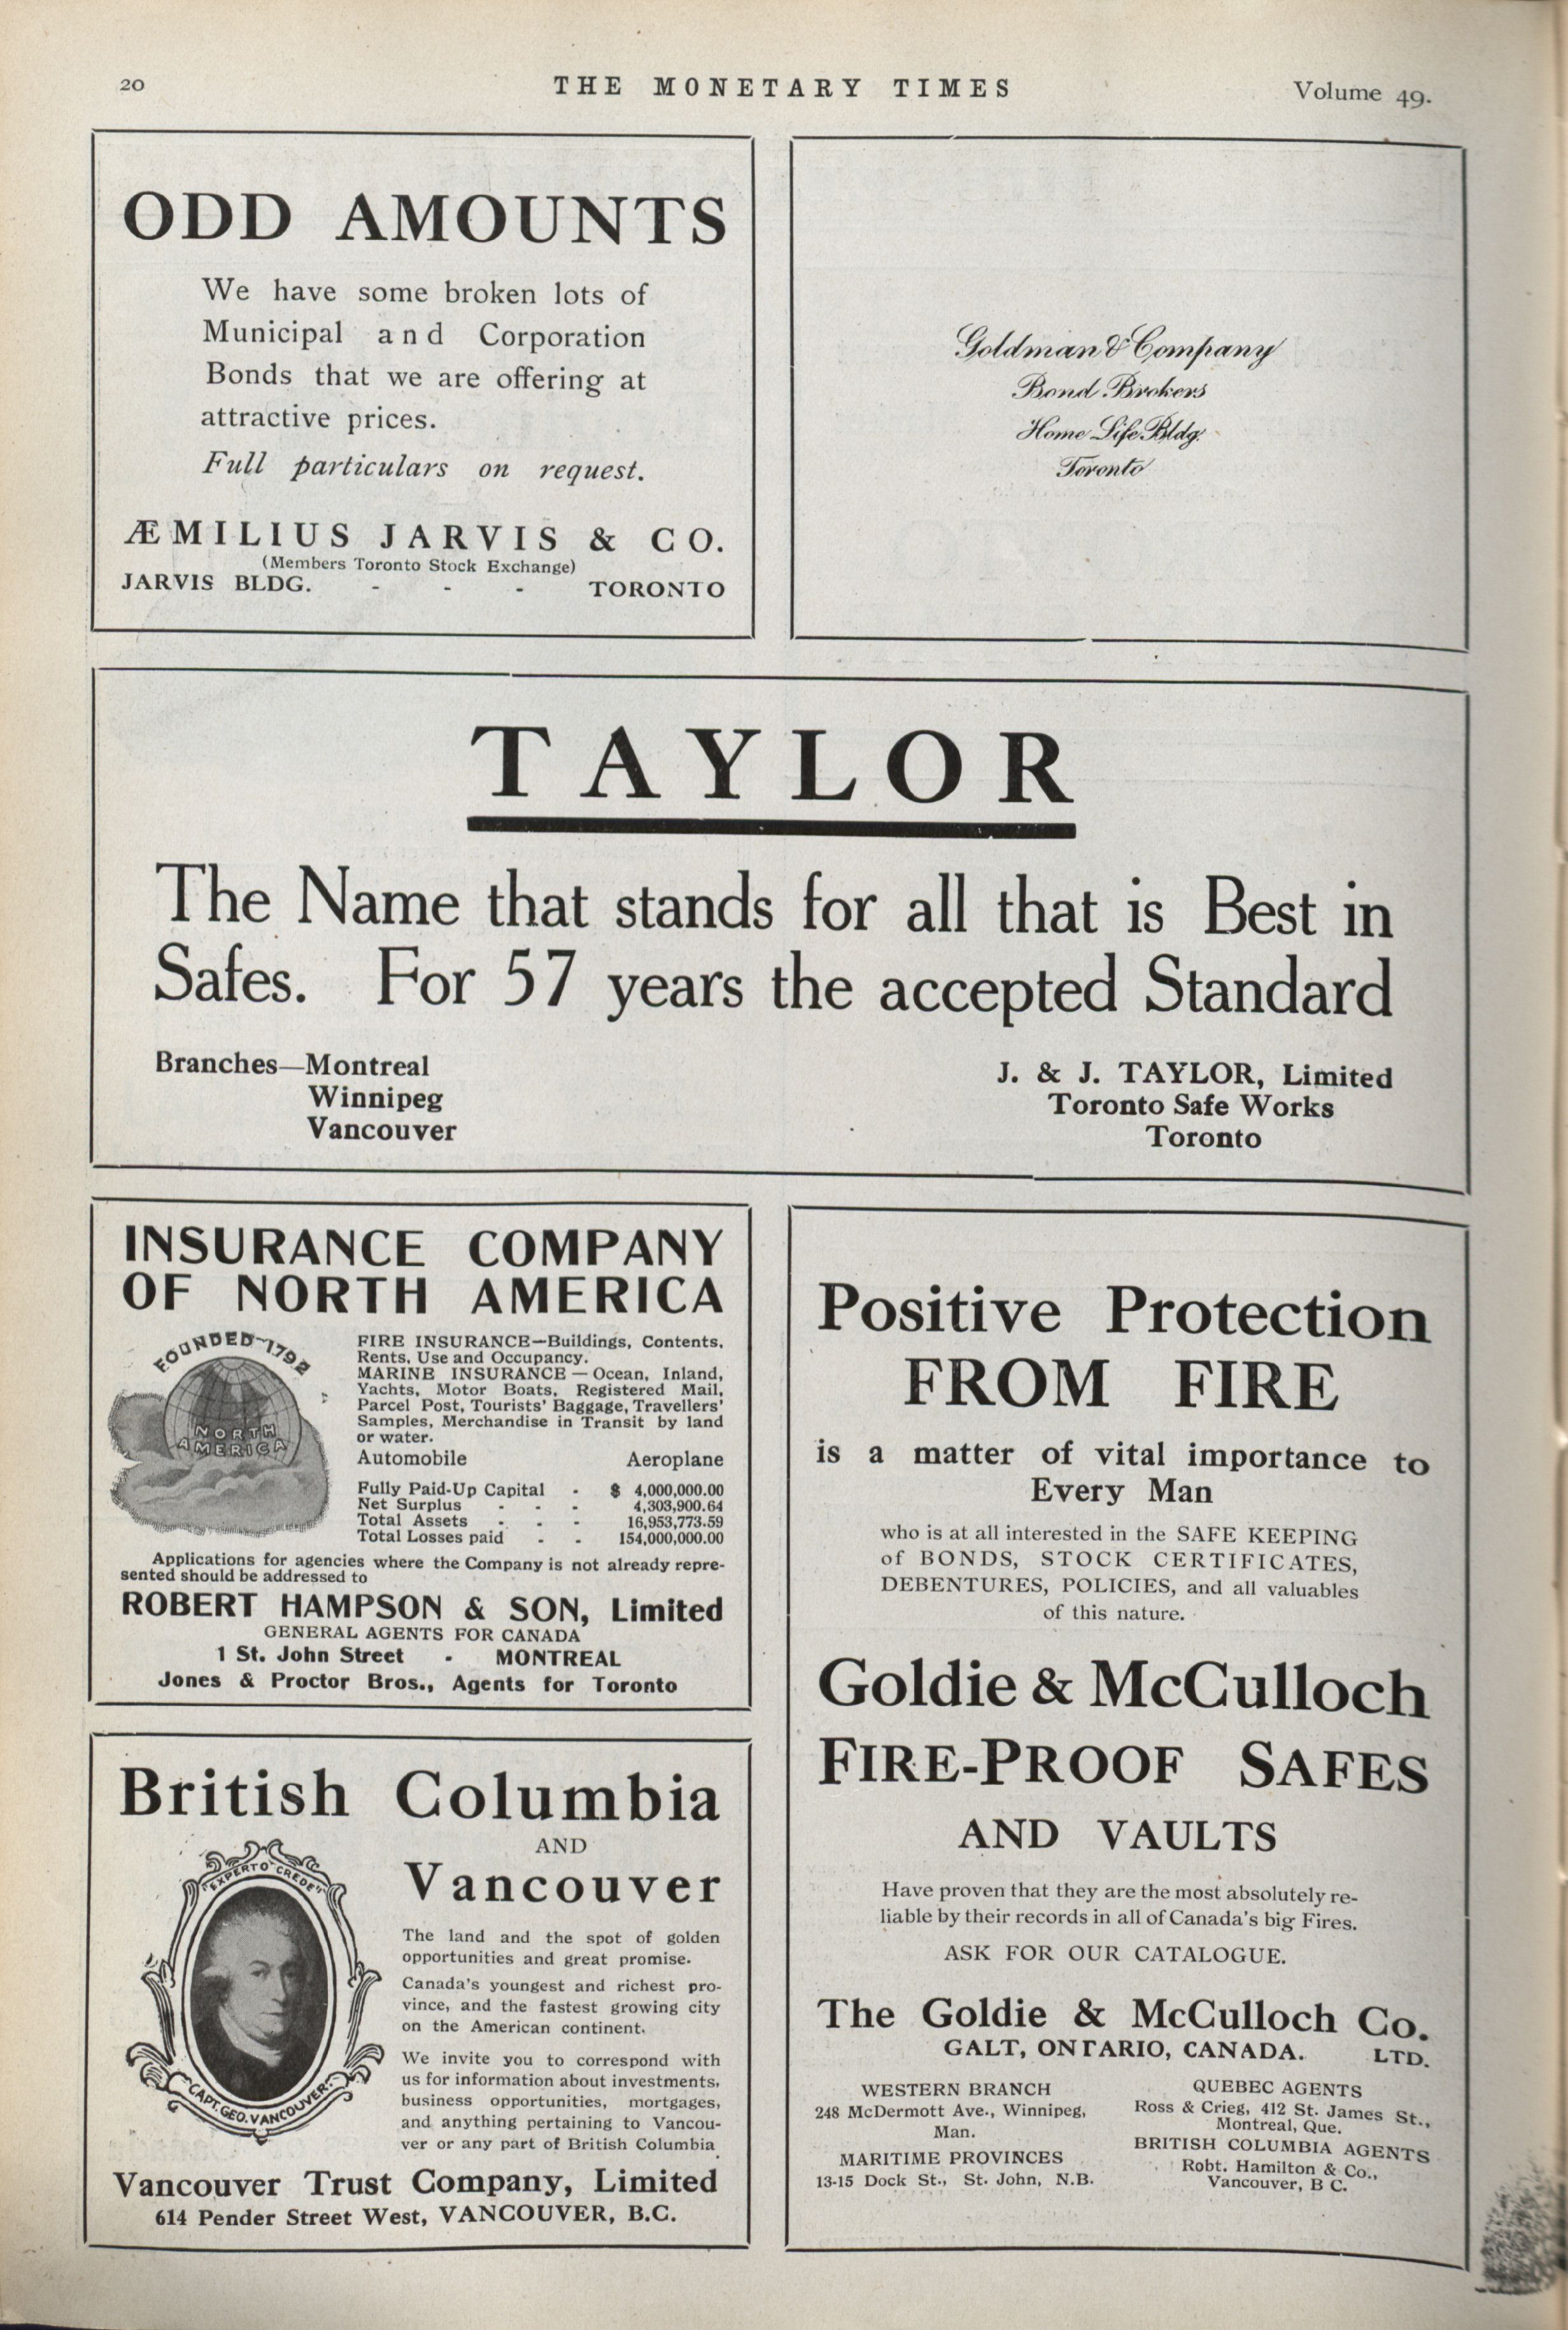 20
THE MONETARY TIMES
Volume 49.
ODD AMOUNTS
We have some broken lots of
Municipal and Corporation
Bonds that we are offering at
attractive prices.
Full particulars on request.
ÆMILIUS JARVIS & CO.
(Members Toronto Stock Exchange)
JARVIS BLDG. - - - TORONTO
Goldman & Company
Bond Brokers
Home Life Bldg.
Toronto
TAYLOR
The Name that stands for all that is Best in
Safes. For 57 years the accepted Standard
Branches—Montreal
Winnipeg
Vancouver
J. & J. TAYLOR, Limited
Toronto Safe Works
Toronto
INSURANCE COMPANY
OF NORTH AMERICA
FOUNDED 1792
NORTH
AMERICA
FIRE INSURANCE—Buildings, Contents,
Rents, Use and Occupancy.
MARINE INSURANCE — Ocean, Inland,
Yachts, Motor Boats, Registered Mail,
Parcel Post, Tourists' Baggage, Travellers'
Samples, Merchandise in Transit by land
or water.
Automobile Aeroplane
Fully Paid-Up Capital - $ 4,000,000.00
Net Surplus - - - 4,303,900.64
Total Assets - - - 16,953,773.59
Total Losses paid - - 154,000,000.00
Applications for agencies where the Company is not already repre-
sented should be addressed to
ROBERT HAMPSON & SON, Limited
GENERAL AGENTS FOR CANADA
1 St. John Street - MONTREAL
Jones & Proctor Bros., Agents for Toronto
British Columbia
AND
Vancouver
"EXPERTO CREDE"
CAPT. GEO. VANCOUVER.
The land and the spot of golden
opportunities and great promise.
Canada's youngest and richest pro-
vince, and the fastest growing city
on the American continent.
We invite you to correspond with
us for information about investments,
business opportunities, mortgages,
and anything pertaining to Vancou-
ver or any part of British Columbia
Vancouver Trust Company, Limited
614 Pender Street West, VANCOUVER, B.C.
Positive Protection
FROM FIRE
is a matter of vital importance to
Every Man
who is at all interested in the SAFE KEEPING
of BONDS, STOCK CERTIFICATES,
DEBENTURES, POLICIES, and all valuables
of this nature.
Goldie & McCulloch
FIRE-PROOF SAFES
AND VAULTS
Have proven that they are the most absolutely re-
liable by their records in all of Canada's big Fires.
ASK FOR OUR CATALOGUE.
The Goldie & McCulloch Co.
GALT, ONTARIO, CANADA. LTD.
WESTERN BRANCH
248 McDermott Ave., Winnipeg,
Man.
MARITIME PROVINCES
13-15 Dock St., St. John, N.B.
QUEBEC AGENTS
Ross & Crieg, 412 St. James St.,
Montreal, Que.
BRITISH COLUMBIA AGENTS
Robt. Hamilton & Co.,
Vancouver, B C.